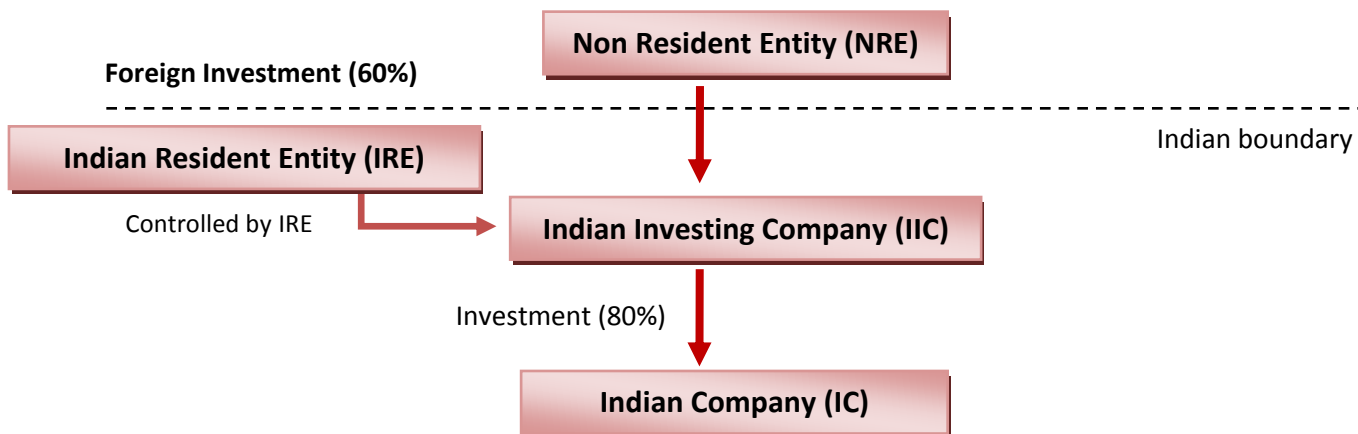 Non Resident Entity (NRE)
Foreign Investment (60%)
Indian boundary
Indian Resident Entity (IRE)
Controlled by IRE
Indian Investing Company (IIC)
Investment (80%)
Indian Company (IC)